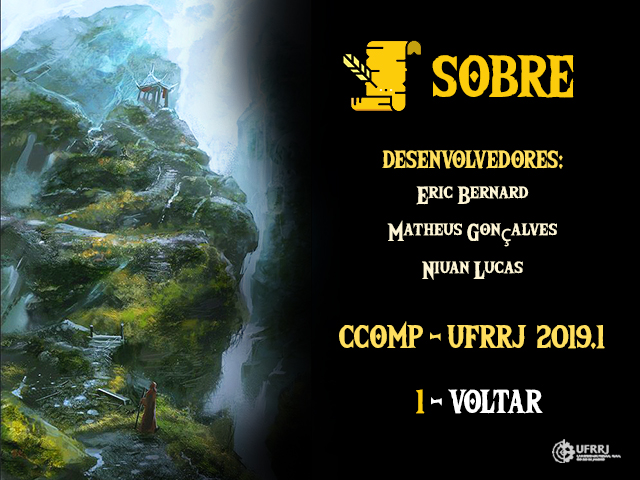 SOBRE
DESENVOLVEDORES:
Eric Bernard
Matheus Gonçalves
Niuan Lucas
CCOMP - UFRRJ 2019.1
1 - VOLTAR
UFRRJ